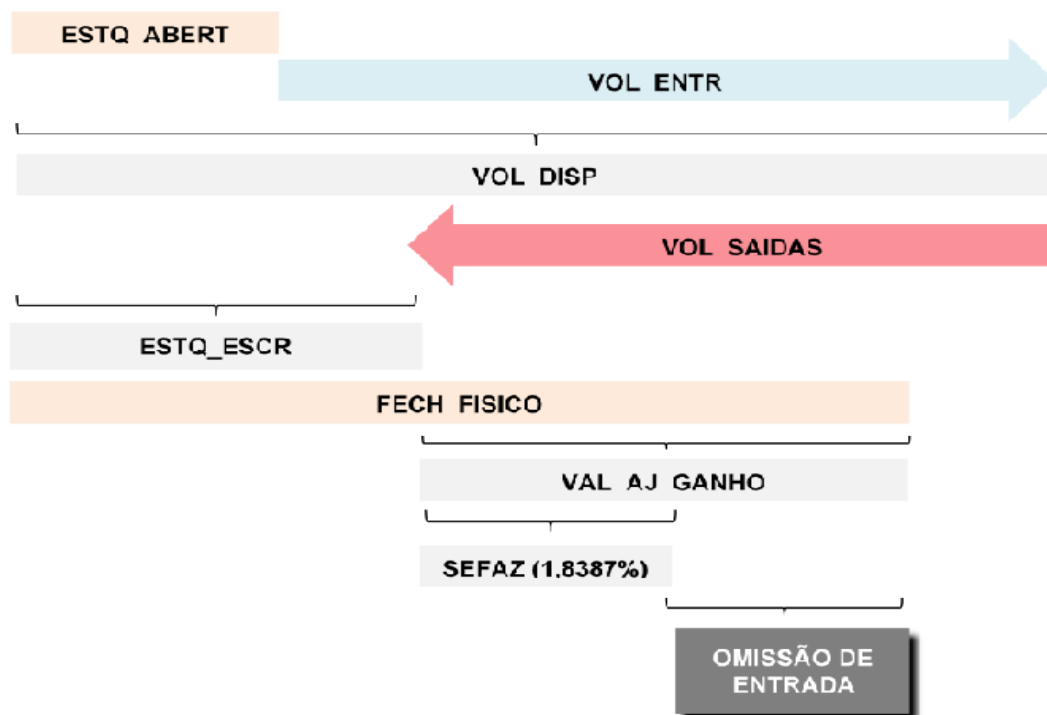 ESTQ ABERT
VOL ENTR
VOL DISP
VOL SAIDAS
ESTQ_ESCR
FECH FISICO
VAL AJ GANHO
SEFAZ (1,8387%)
OMISSÃO DE
ENTRADA